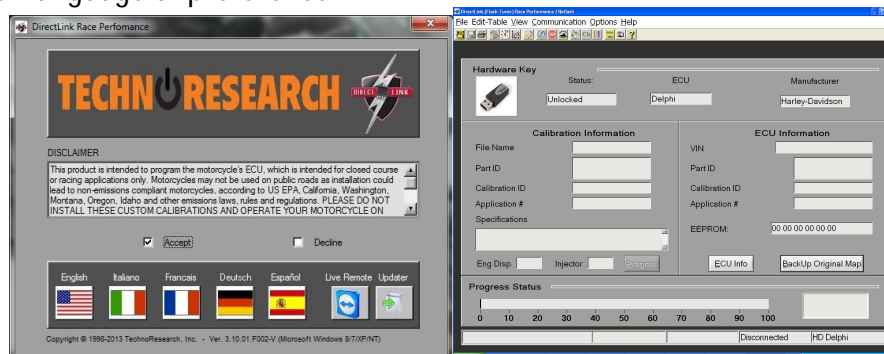 DirectLink Race Perfomance
TECHNORESEARCH
DIRECT LINK
DISCLAIMER
This product is intended to program the motorcycle's ECU, which is intended for closed course
or racing applications only. Motorcycles may not be used on public roads as installation could
lead to non-emissions compliant motorcycles, according to US EPA, California, Washington,
Montana, Oregon, Idaho and other emissions laws, rules and regulations. PLEASE DO NOT
INSTALL THESE CUSTOM CALIBRATIONS AND OPERATE YOUR MOTORCYCLE ON
Accept Decline
English Italiano Francais Deutsch Español Live Remote Updater
Copyright © 1998-2013 TechnoResearch, Inc. - Ver. 3.10.01.F002-V (Microsoft Windows 8/7/XP/NT)
DirectLink (Flash-Tuner) Race Performance / Reflash
File Edit-Table View Communication Options Help
Hardware Key
Status: ECU Manufacturer
Unlocked Delphi Harley-Davidson
Calibration Information
File Name
Part ID
Calibration ID
Application #
Specifications
Eng Disp. Injector Program
ECU Information
VIN
Part ID
Calibration ID
Application #
EEPROM: 00 00 00 00 00 00
ECU Info BackUp Original Map
Progress Status
0 10 20 30 40 50 60 70 80 90 100
Disconnected HD Delphi